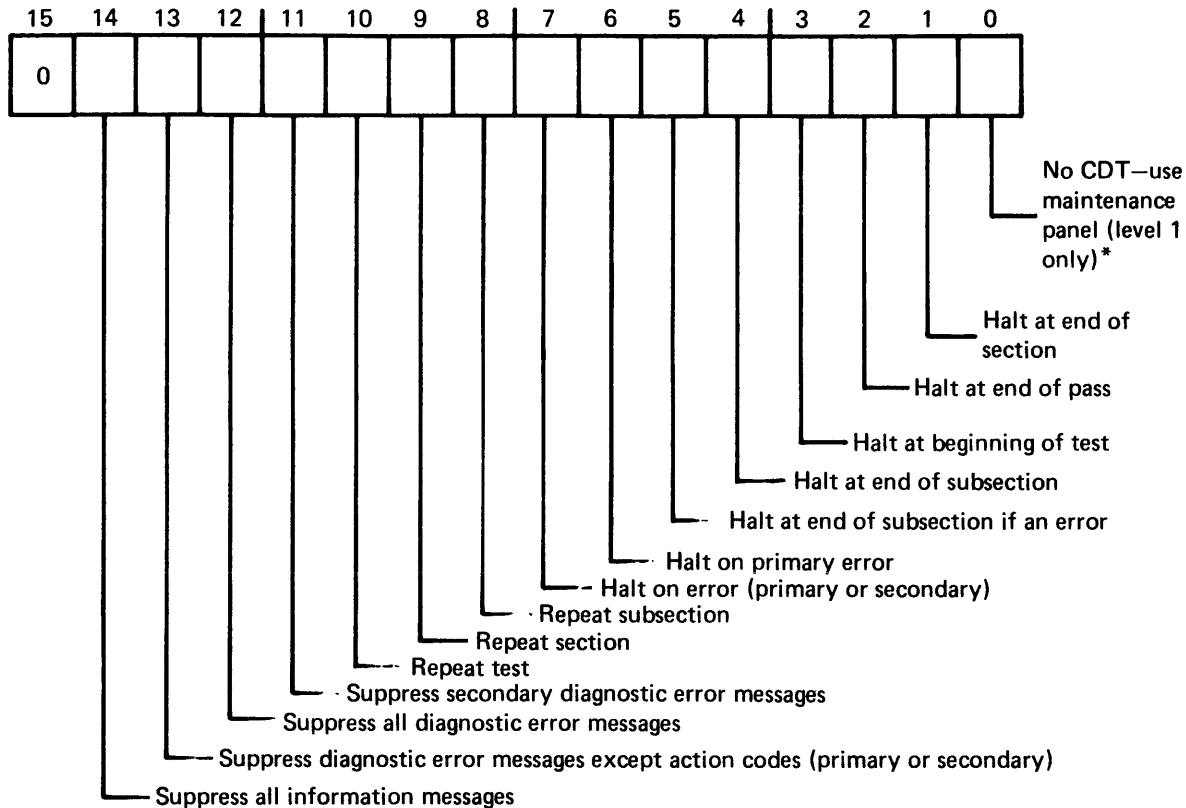 15 14 13 12 11 10 9 8 7 6 5 4 3 2 1 0
0
No CDT—use
maintenance
panel (level 1
only)*
Halt at end of
section
Halt at end of pass
Halt at beginning of test
Halt at end of subsection
Halt at end of subsection if an error
Halt on primary error
Halt on error (primary or secondary)
Repeat subsection
Repeat section
Repeat test
Suppress secondary diagnostic error messages
Suppress all diagnostic error messages
Suppress diagnostic error messages except action codes (primary or secondary)
Suppress all information messages